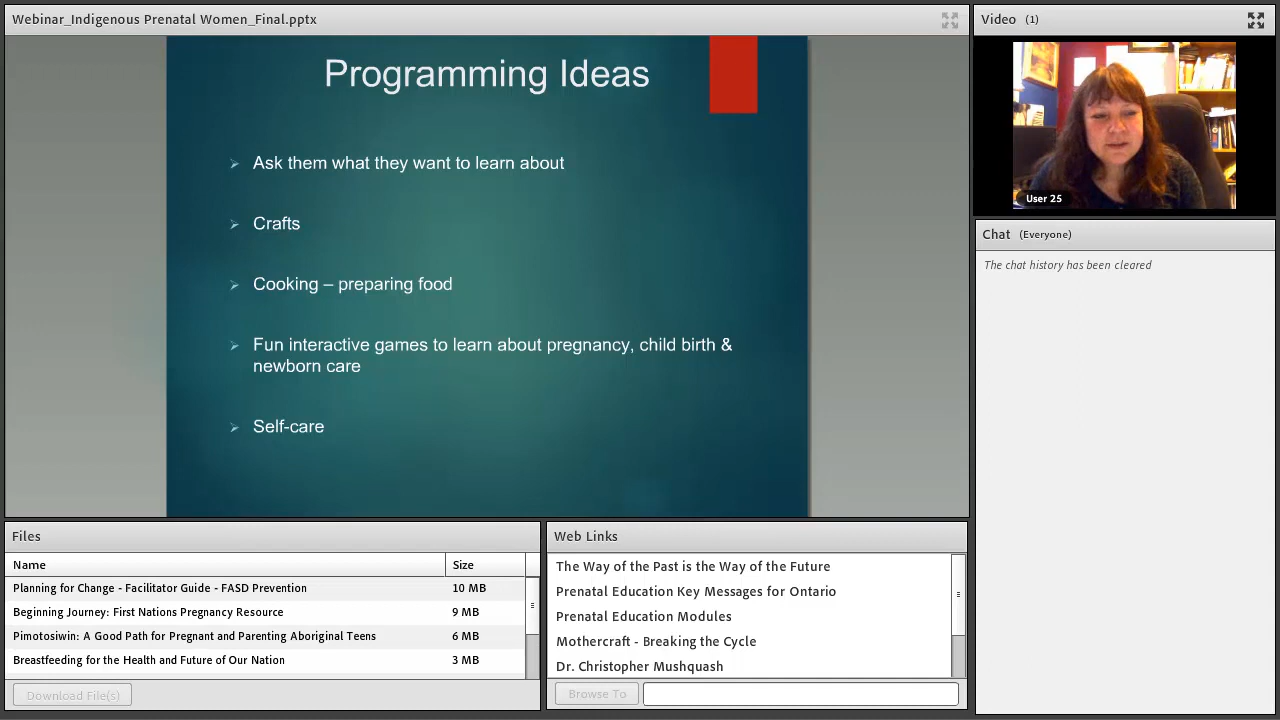 Webinar_Indigenous Prenatal Women_Final.pptx
Programming Ideas
Ask them what they want to learn about
Crafts
Cooking – preparing food
Fun interactive games to learn about pregnancy, child birth &
newborn care
Self-care
Video (1)
User 25
Chat (Everyone)
The chat history has been cleared
Files
Name Size
Planning for Change - Facilitator Guide - FASD Prevention 10 MB
Beginning Journey: First Nations Pregnancy Resource 9 MB
Pimotosiwin: A Good Path for Pregnant and Parenting Aboriginal Teens 6 MB
Breastfeeding for the Health and Future of Our Nation 3 MB
Download File(s)
Web Links
The Way of the Past is the Way of the Future
Prenatal Education Key Messages for Ontario
Prenatal Education Modules
Mothercraft - Breaking the Cycle
Dr. Christopher Mushquash
Browse To